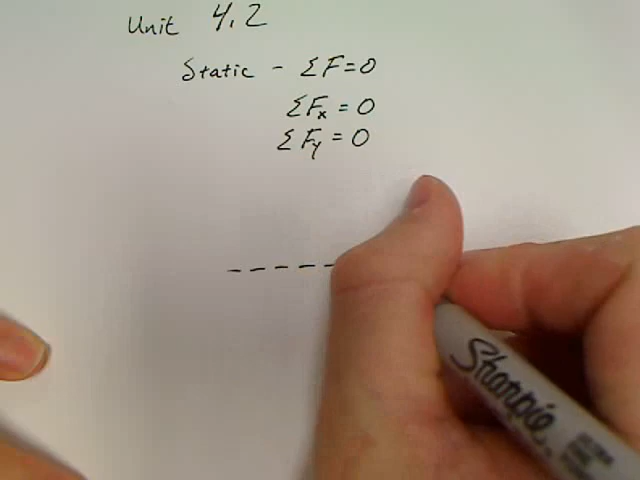 Unit 4.2
Static - ΣF=0
ΣFx = 0
ΣFy = 0
Sharpie